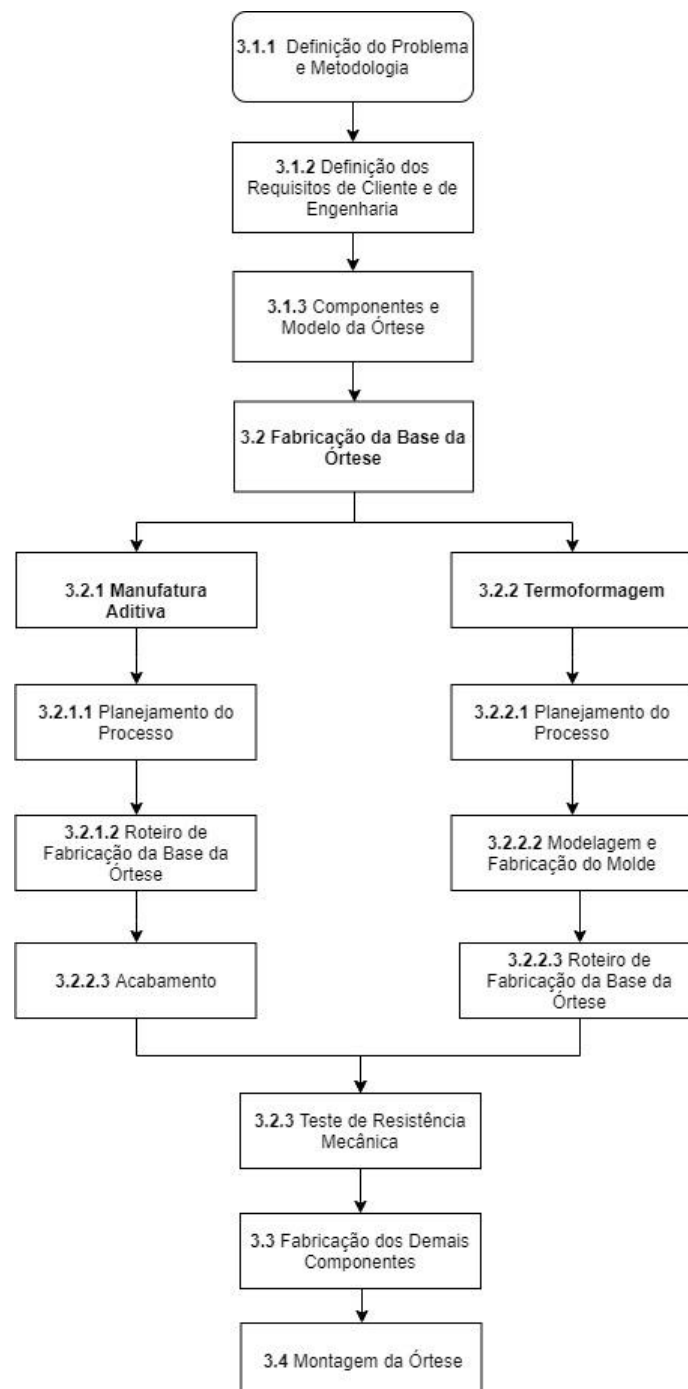 3.1.1 Definição do Problema
e Metodologia
3.1.2 Definição dos
Requisitos de Cliente e de
Engenharia
3.1.3 Componentes e
Modelo da Órtese
3.2 Fabricação da Base da
Órtese
3.2.1 Manufatura
Aditiva
3.2.2 Termoformagem
3.2.1.1 Planejamento do
Processo
3.2.2.1 Planejamento do
Processo
3.2.1.2 Roteiro de
Fabricação da Base da
Órtese
3.2.2.2 Modelagem e
Fabricação do Molde
3.2.2.3 Acabamento
3.2.2.3 Roteiro de
Fabricação da Base da
Órtese
3.2.3 Teste de Resistência
Mecânica
3.3 Fabricação dos Demais
Componentes
3.4 Montagem da Órtese